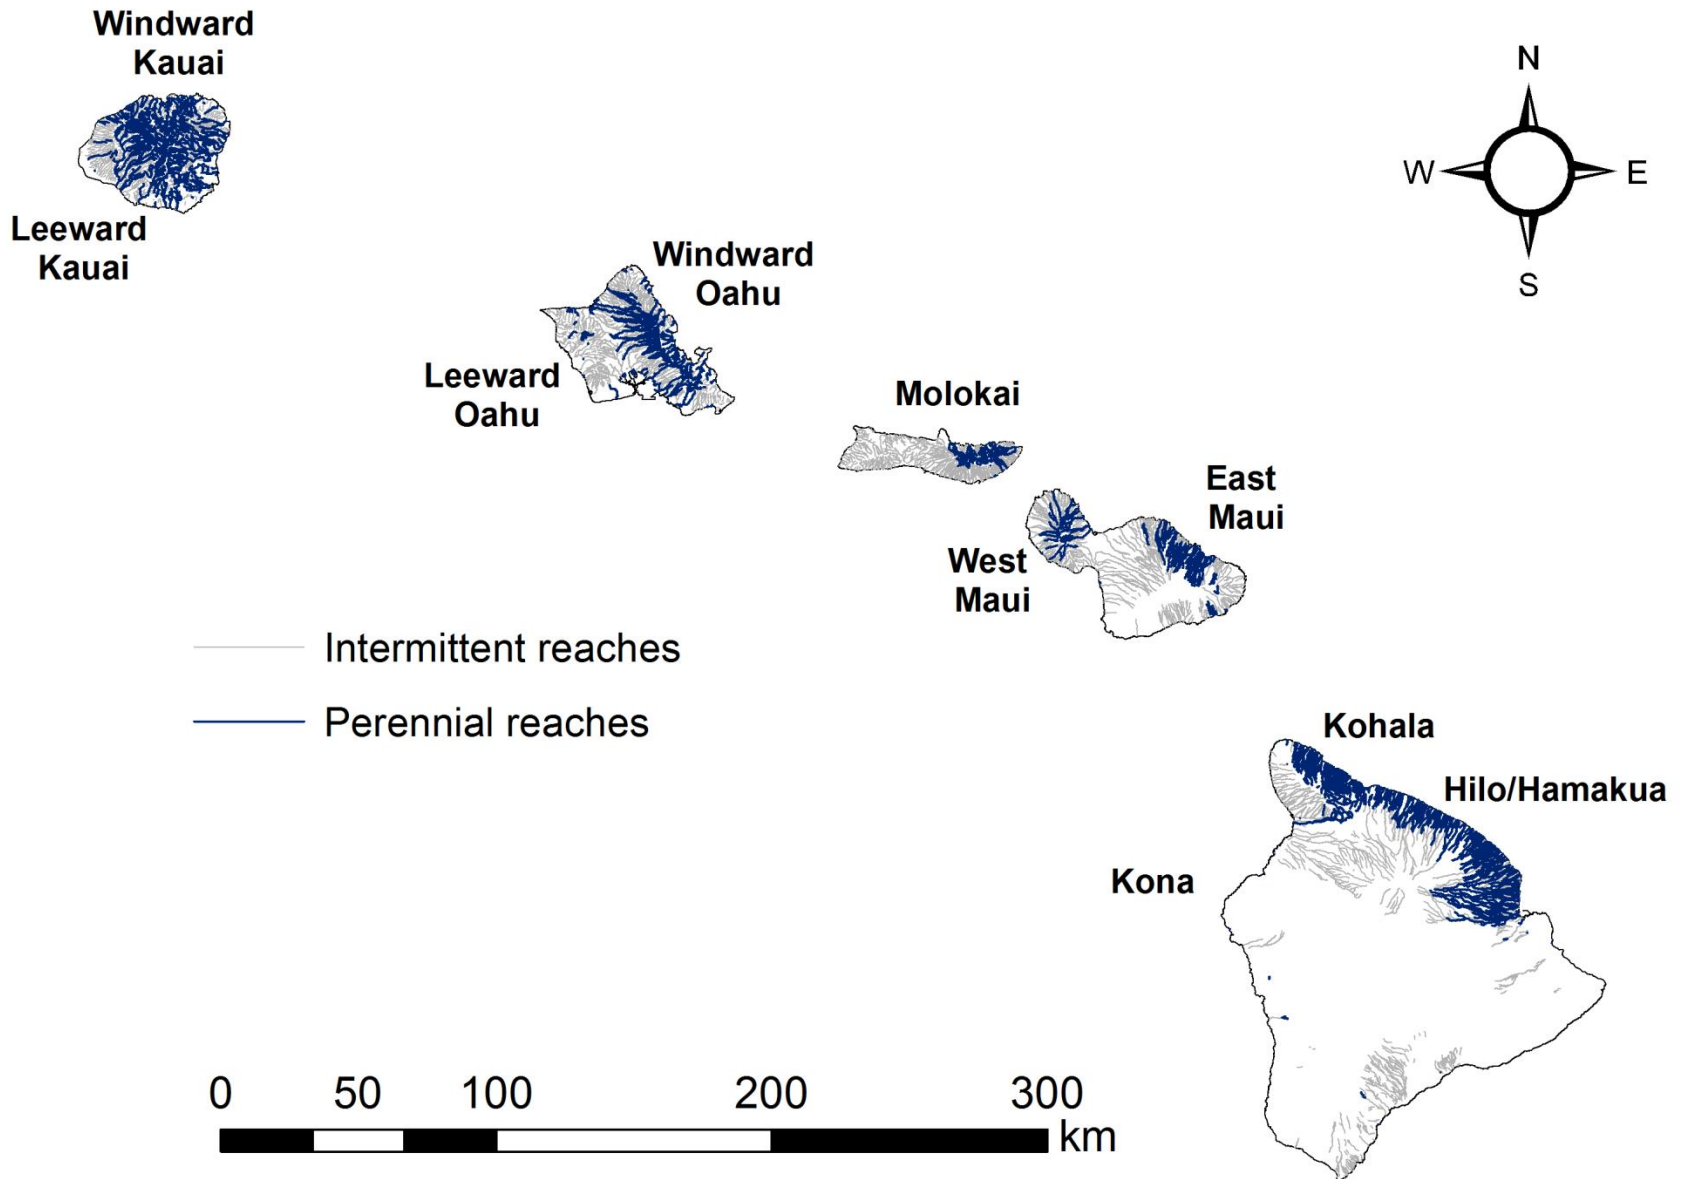 Windward
Kauai
Leeward
Kauai
Windward
Oahu
Leeward
Oahu
Molokai
East
Maui
West
Maui
N
W
E
S
Intermittent reaches
Perennial reaches
Kohala
Hilo/Hamakua
Kona
0 50 100 200 300
km